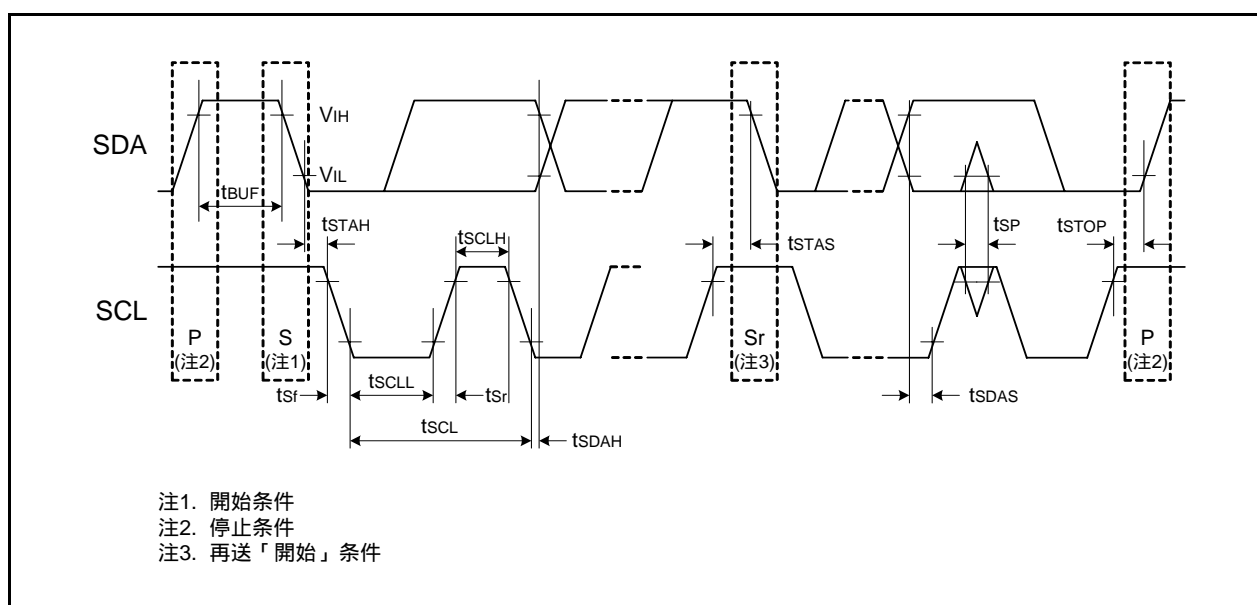 SDA
VIH
VIL
tBUF
tSTAH
tSCLH
tSTAS
tSP
tSTOP
SCL
P
(注2)
S
(注1)
Sr
(注3)
P
(注2)
tSf
tSCLL
tSr
tSCL
tSDAH
tSDAS
注1. 開始条件
注2. 停止条件
注3. 再送「開始」条件